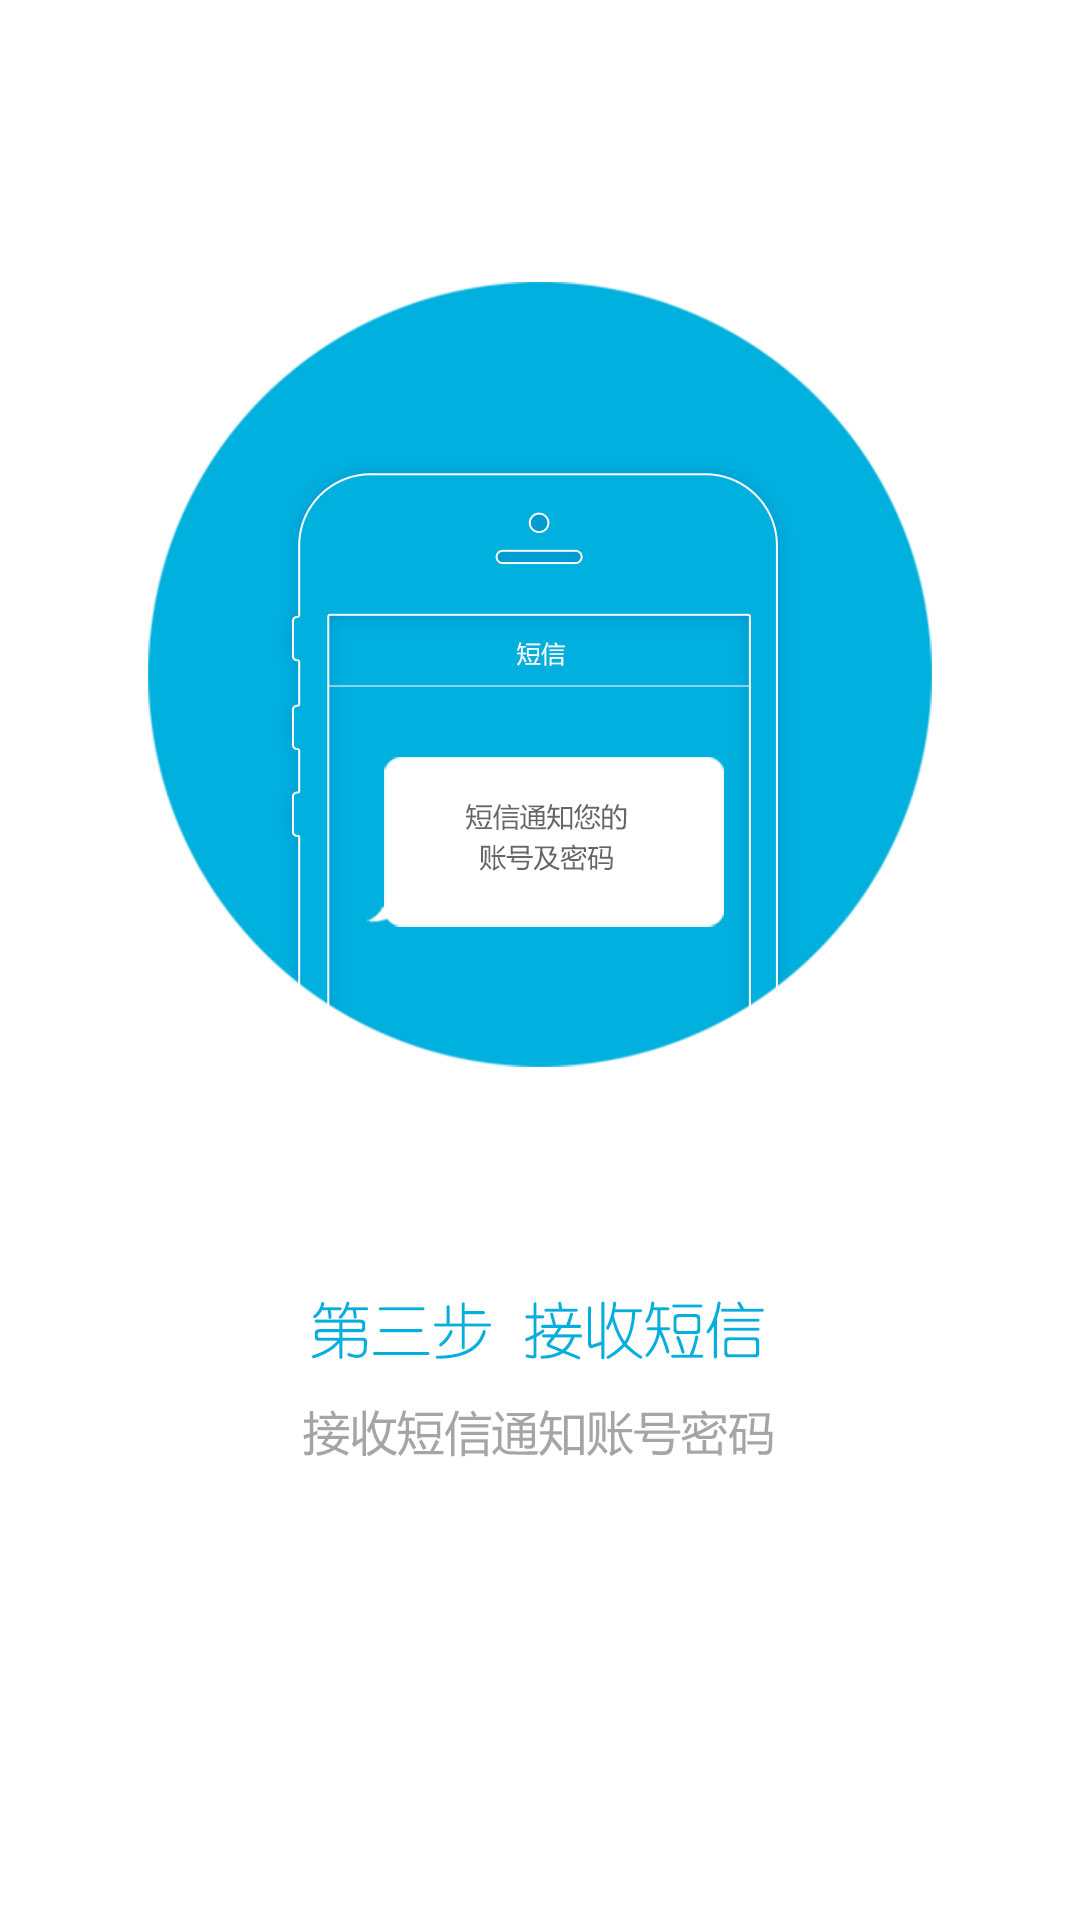 短信
短信通知您的
账号及密码
第三步 接收短信
接收短信通知账号密码